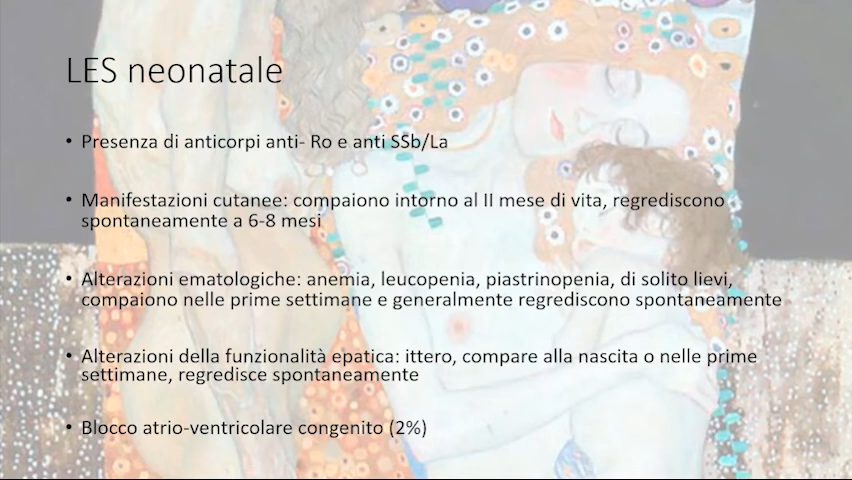 LES neonatale
• Presenza di anticorpi anti- Ro e anti SSb/La
• Manifestazioni cutanee: compaiono intorno al II mese di vita, regrediscono
spontaneamente a 6-8 mesi
• Alterazioni ematologiche: anemia, leucopenia, piastrinopenia, di solito lievi,
compaiono nelle prime settimane e generalmente regrediscono spontaneamente
• Alterazioni della funzionalità epatica: ittero, compare alla nascita o nelle prime
settimane, regredisce spontaneamente
• Blocco atrio-ventricolare congenito (2%)